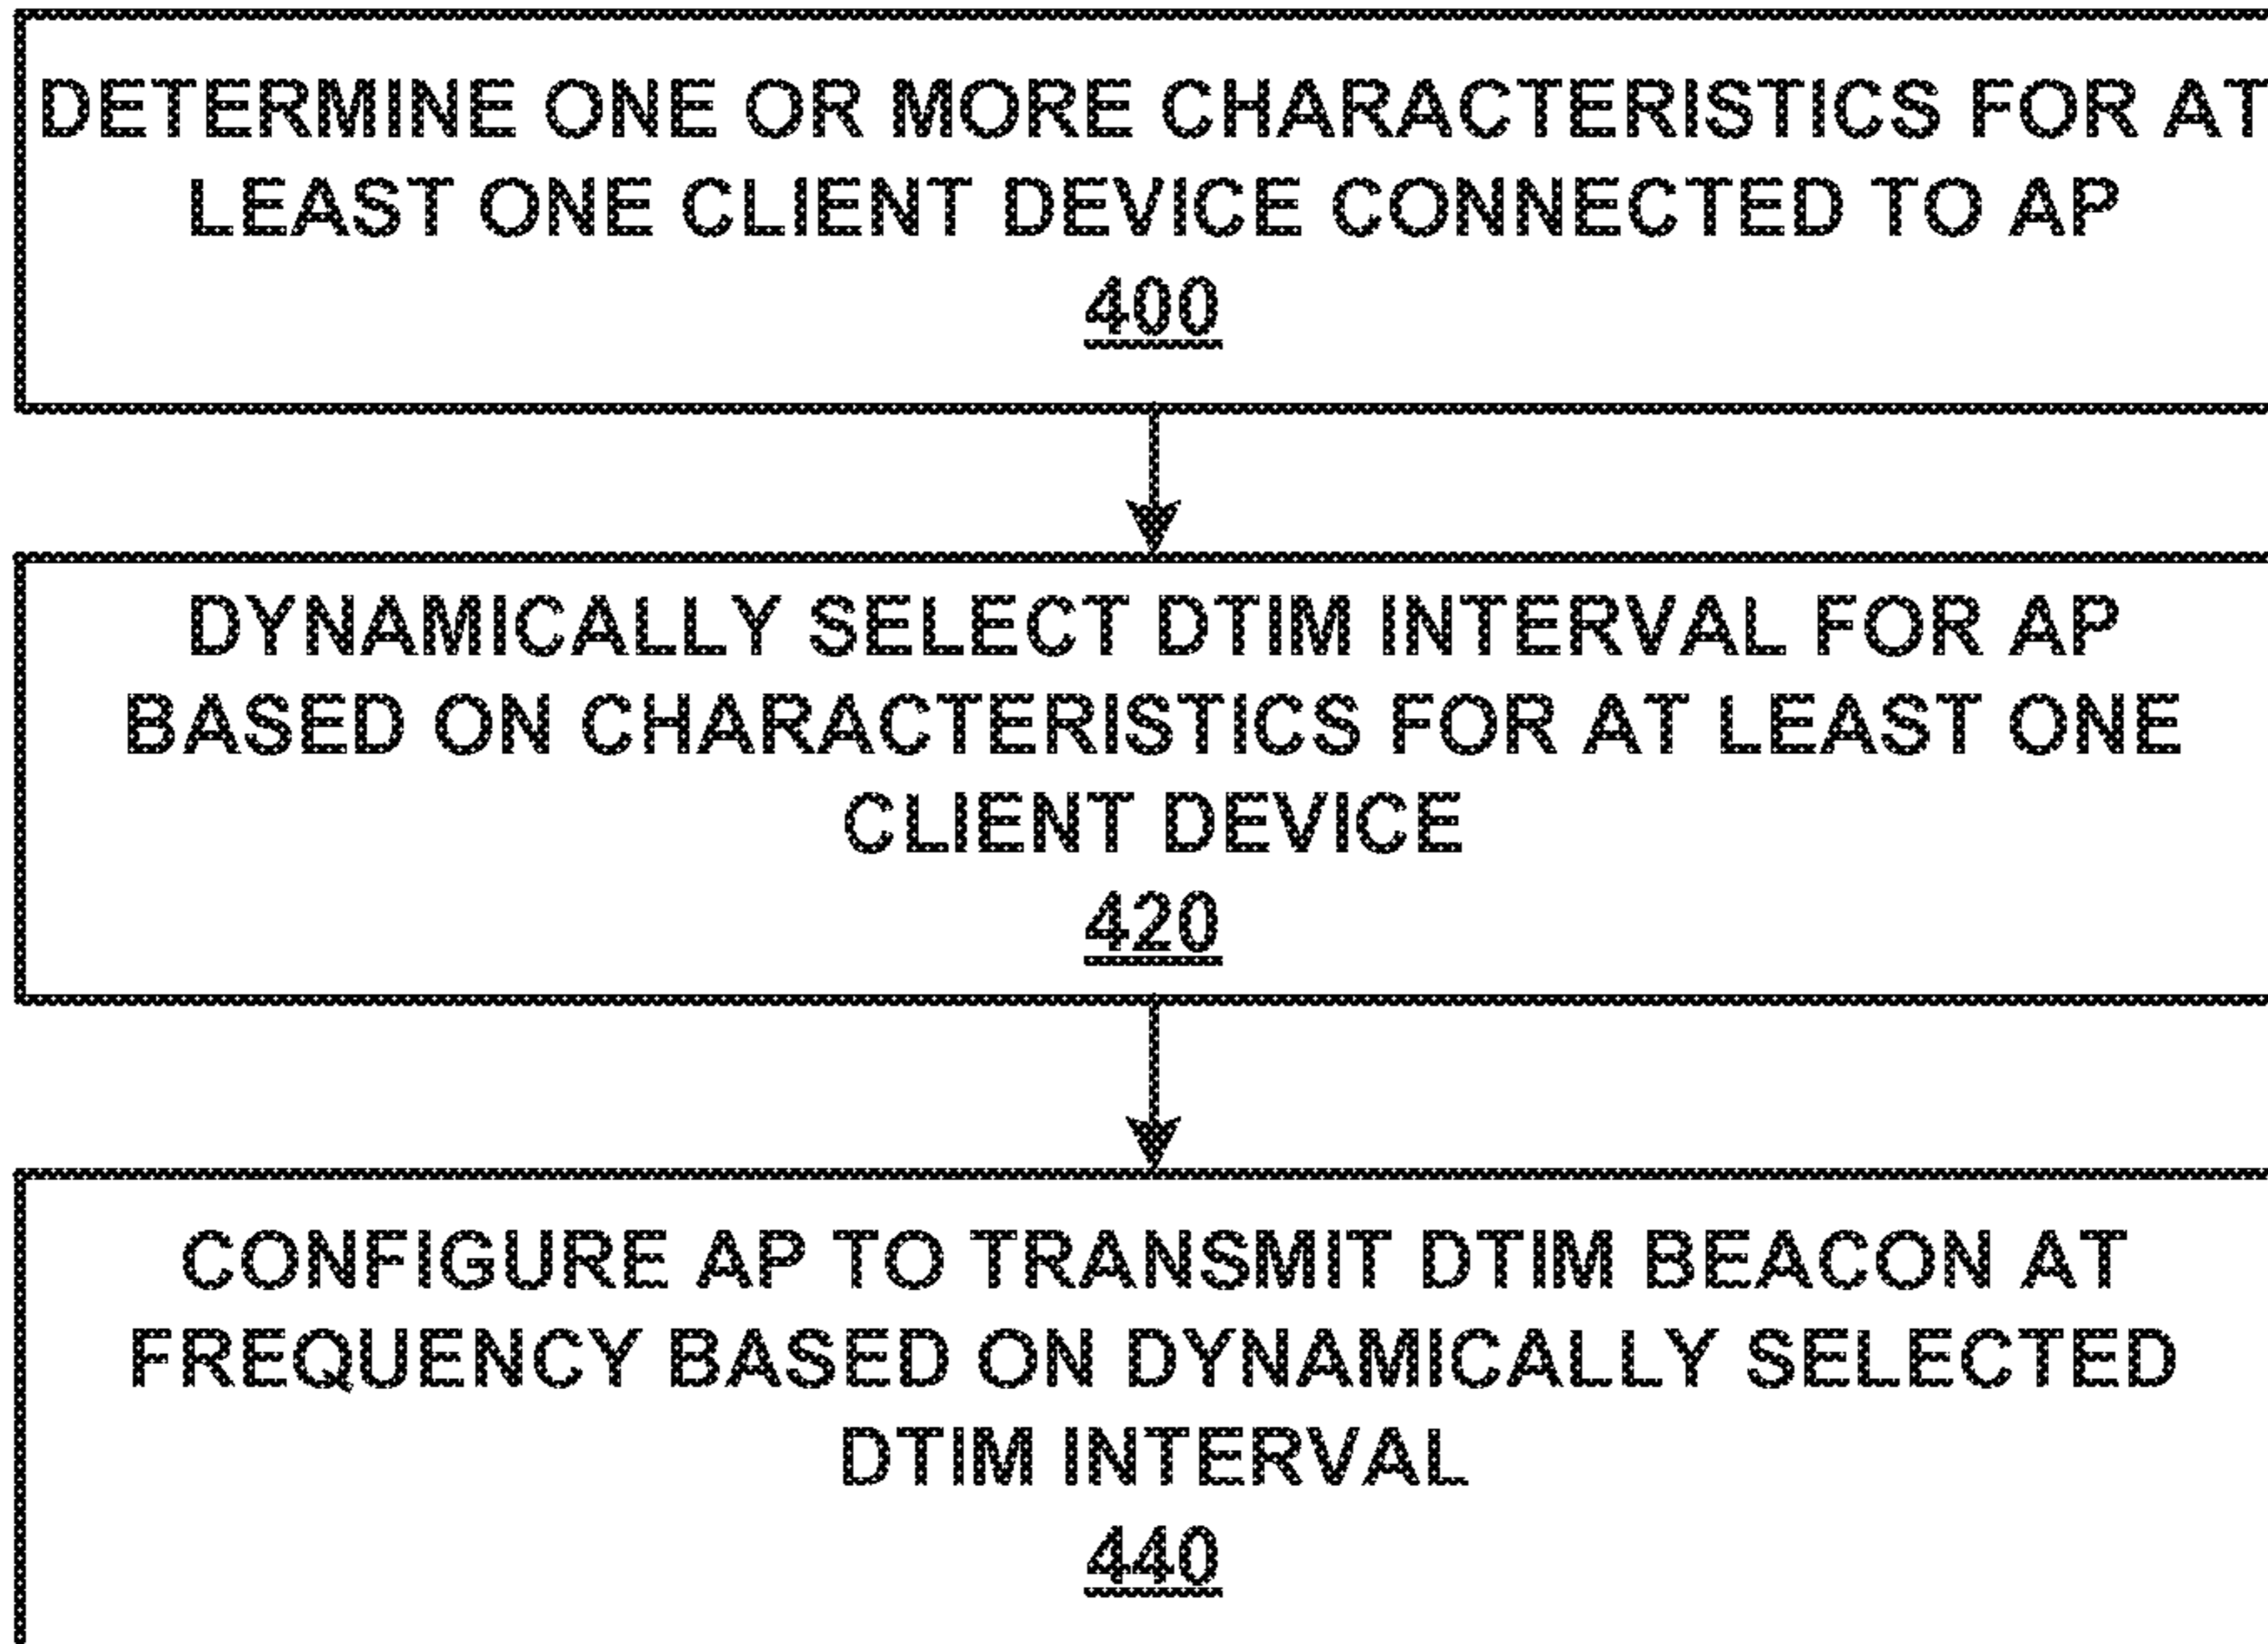 DETERMINE ONE OR MORE CHARACTERISTICS FOR AT
LEAST ONE CLIENT DEVICE CONNECTED TO AP
400
DYNAMICALLY SELECT DTIM INTERVAL FOR AP
BASED ON CHARACTERISTICS FOR AT LEAST ONE
CLIENT DEVICE
420
CONFIGURE AP TO TRANSMIT DTIM BEACON AT
FREQUENCY BASED ON DYNAMICALLY SELECTED
DTIM INTERVAL
440